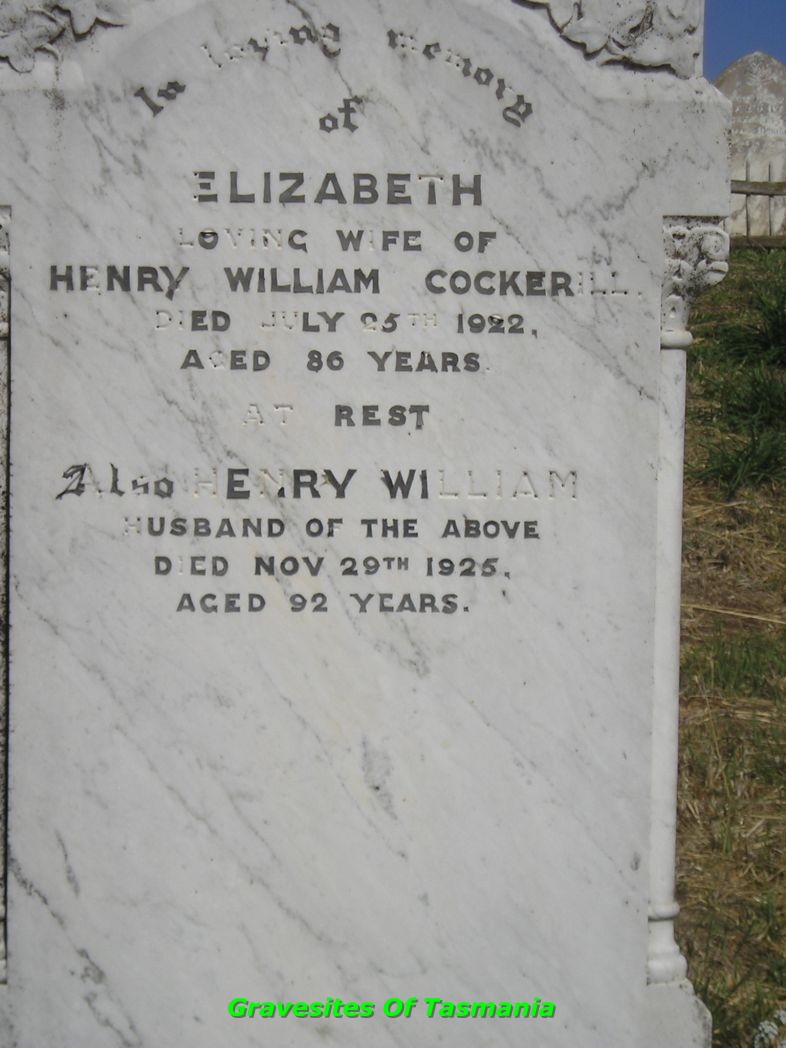 In loving memory
of
ELIZABETH
LOVING WIFE OF
HENRY WILLIAM COCKERILL.
DIED JULY 25TH 1922,
AGED 86 YEARS.
AT REST
Also HENRY WILLIAM
HUSBAND OF THE ABOVE
DIED NOV 29TH 1925,
AGED 92 YEARS.
Gravesites Of Tasmania